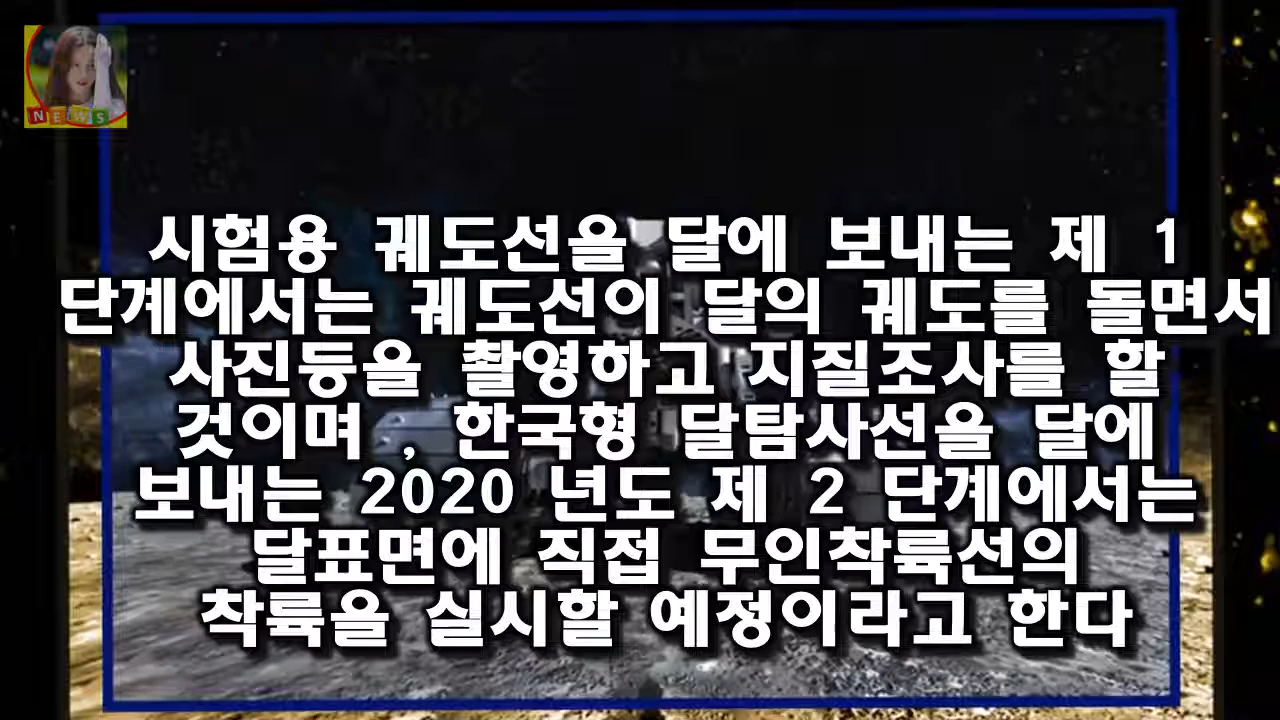 NEWS
시험용 궤도선을 달에 보내는 제 1
단계에서는 궤도선이 달의 궤도를 돌면서
사진등을 촬영하고 지질조사를 할
것이며 , 한국형 달탐사선을 달에
보내는 2020 년도 제 2 단계에서는
달표면에 직접 무인착륙선의
착륙을 실시할 예정이라고 한다